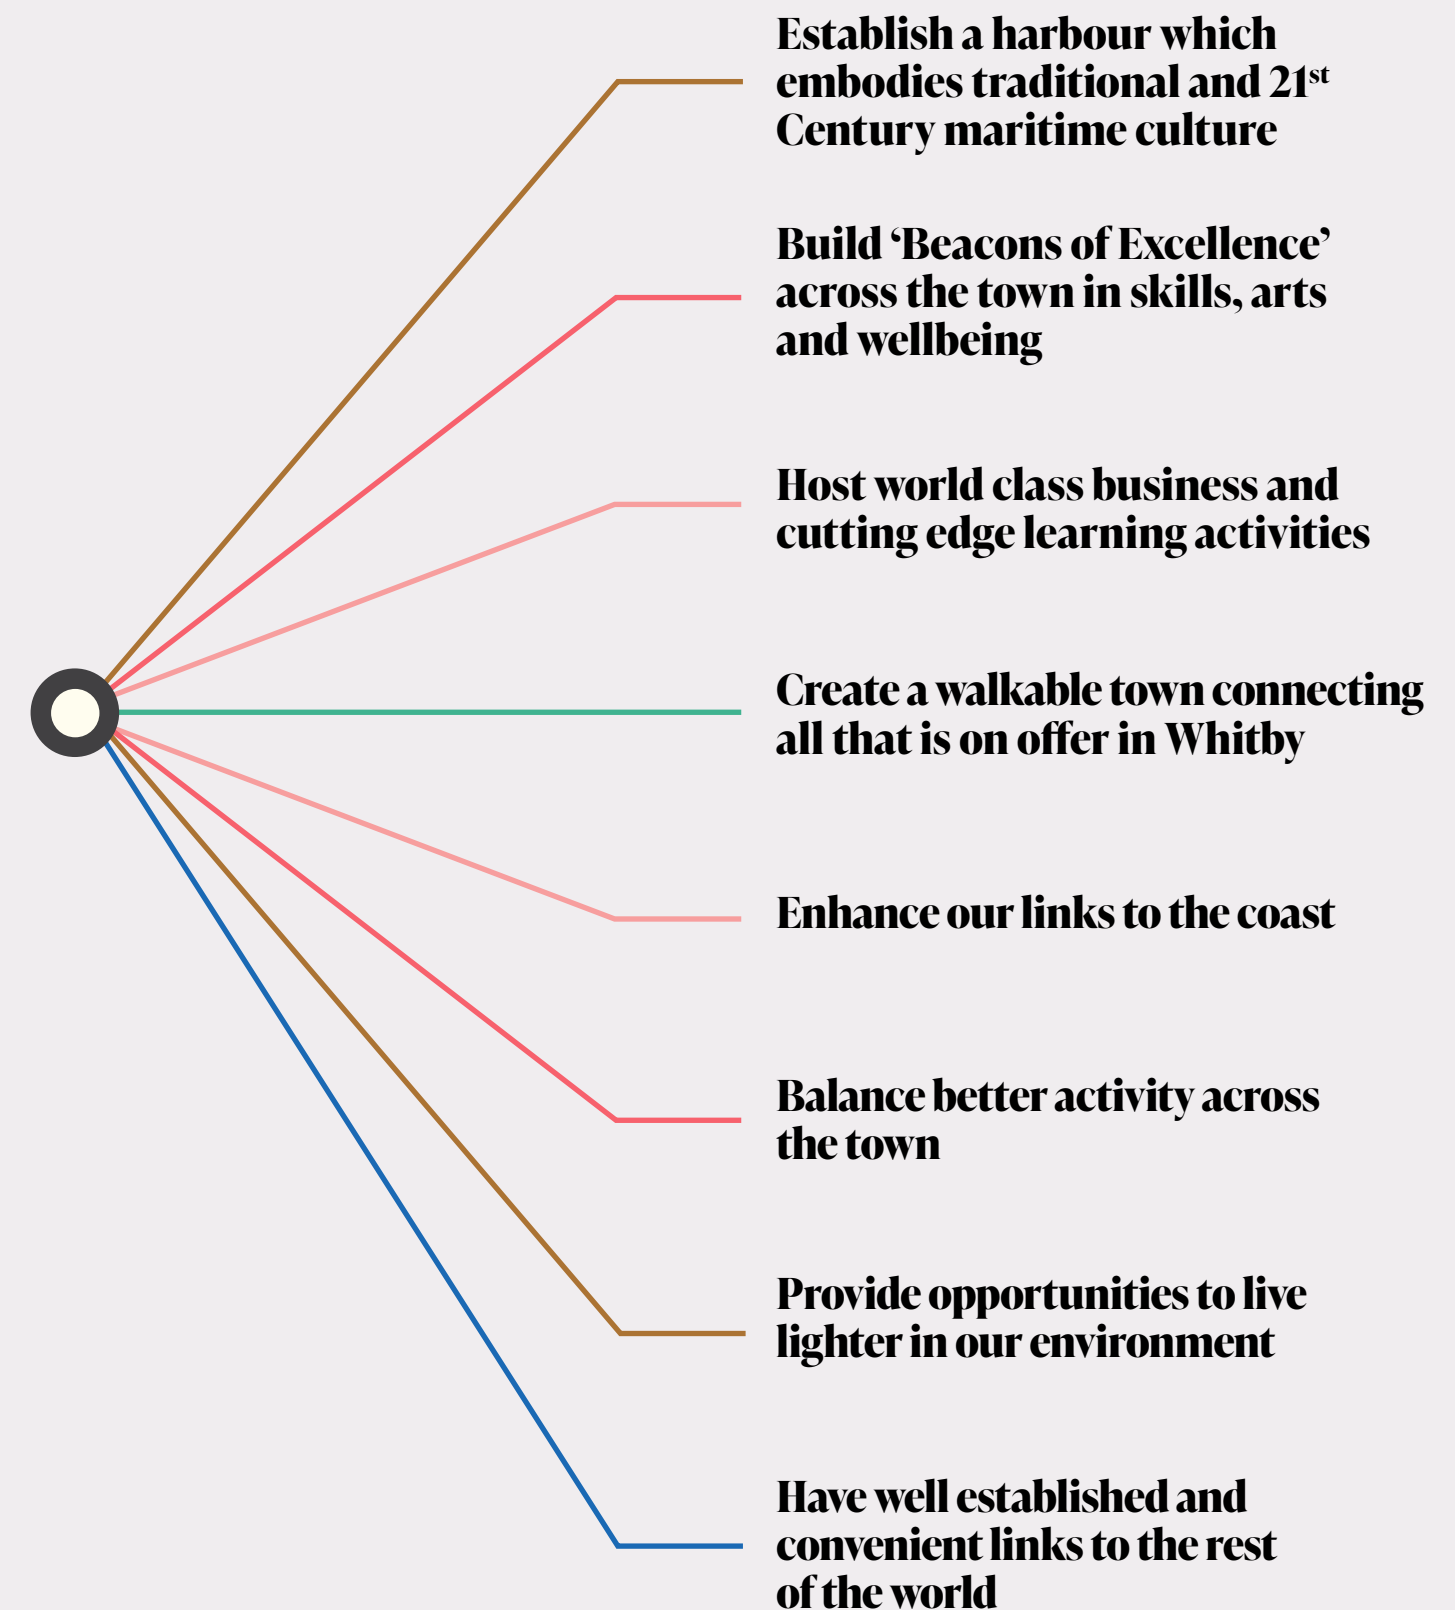 Establish a harbour which
embodies traditional and 21st
Century maritime culture
Build ‘Beacons of Excellence’
across the town in skills, arts
and wellbeing
Host world class business and
cutting edge learning activities
Create a walkable town connecting
all that is on offer in Whitby
Enhance our links to the coast
Balance better activity across
the town
Provide opportunities to live
lighter in our environment
Have well established and
convenient links to the rest
of the world